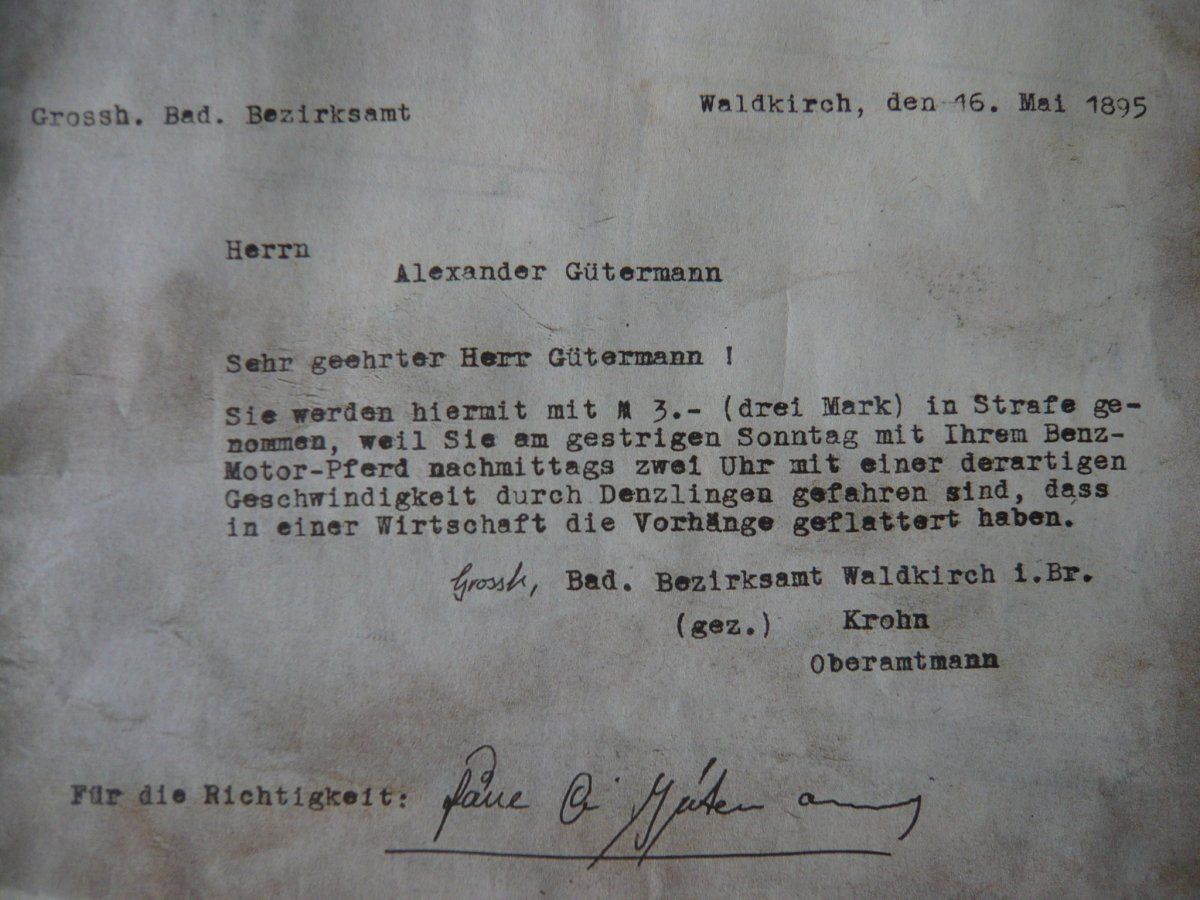 Grossh. Bad. Bezirksamt Waldkirch, den 16. Mai 1895
Herrn
Alexander Gütermann
Sehr geehrter Herr Gütermann !
Sie werden hiermit mit M 3.- (drei Mark) in Strafe ge-
nommen, weil Sie am gestrigen Sonntag mit Ihrem Benz-
Motor-Pferd nachmittags zwei Uhr mit einer derartigen
Geschwindigkeit durch Denzlingen gefahren sind, dass
in einer Wirtschaft die Vorhänge geflattert haben.
Grossh, Bad. Bezirksamt Waldkirch i.Br.
(gez.) Krohn
Oberamtmann
Für die Richtigkeit: